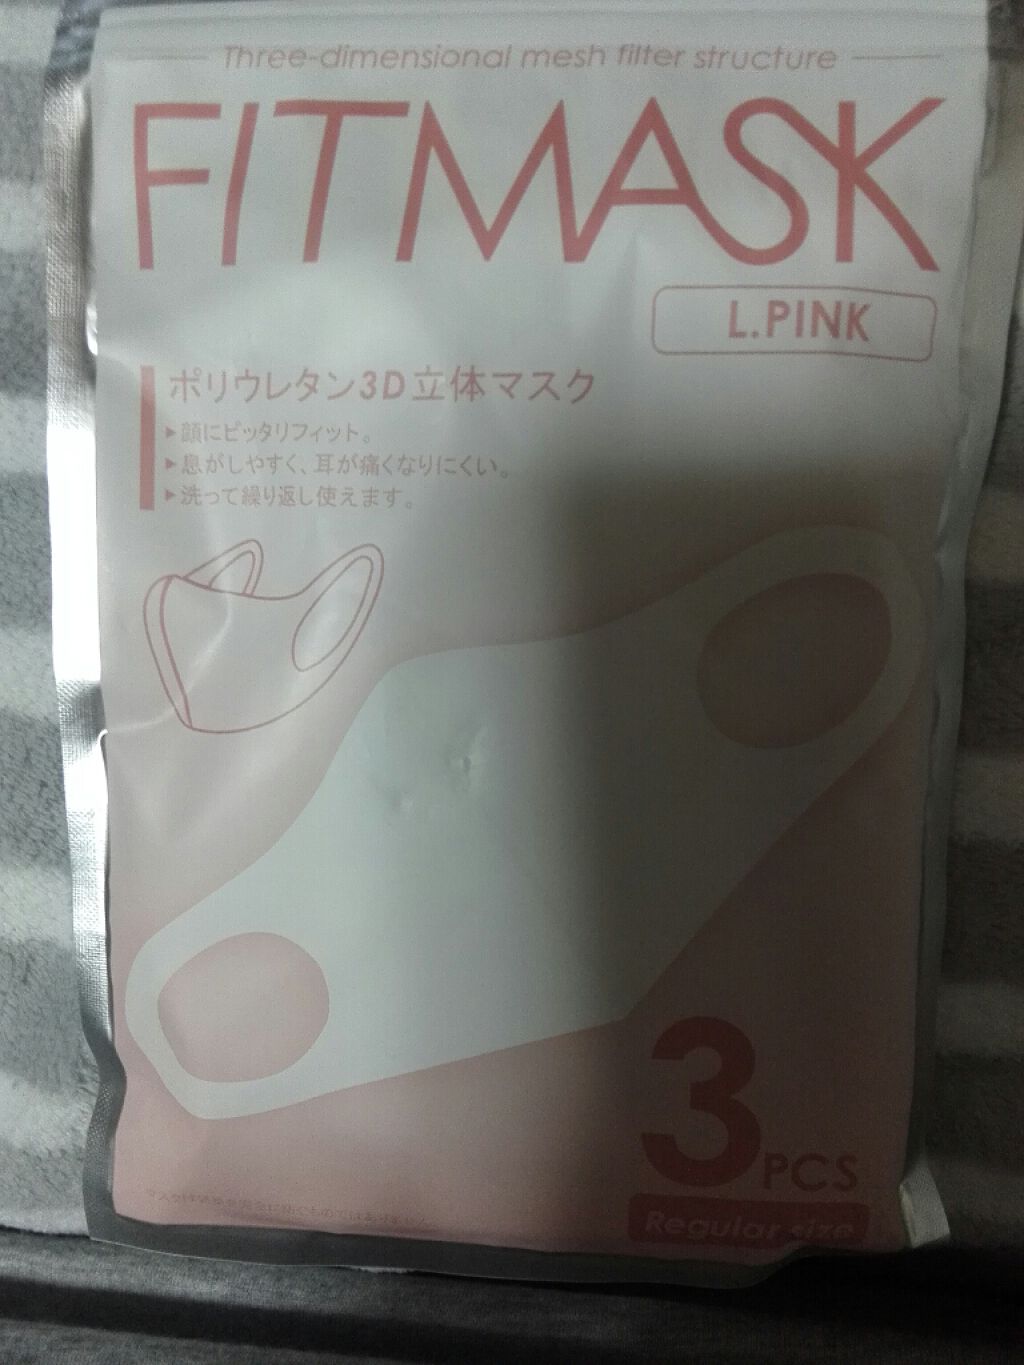 Three-dimensional mesh filter structure
FITMASK
L.PINK
ポリウレタン3D立体マスク
▶顔にピッタリフィット。
▶息がしやすく、耳が痛くなりにくい。
▶洗って繰り返し使えます。
3PCS
Regular size